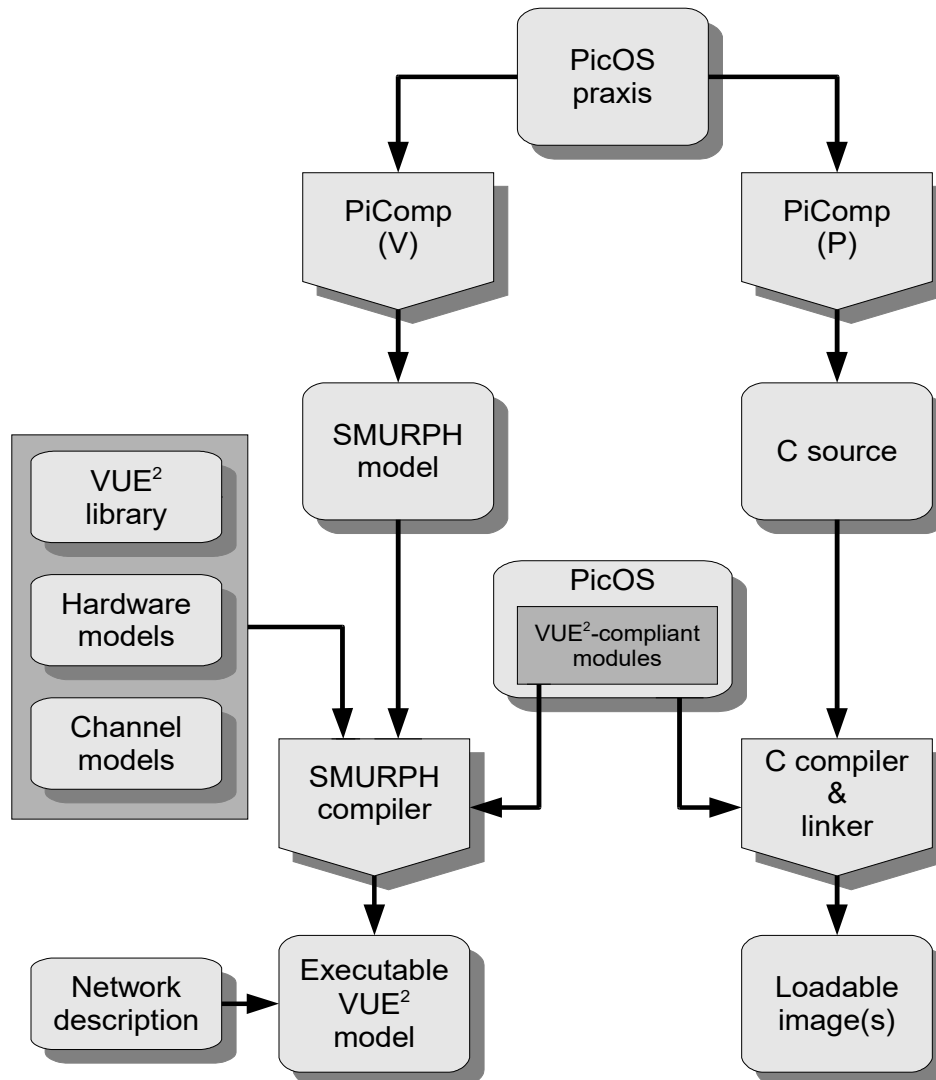 PicOS
praxis
PiComp
(V)
PiComp
(P)
SMURPH
model
C source
VUE²
library
Hardware
models
Channel
models
PicOS
VUE²-compliant
modules
SMURPH
compiler
C compiler
&
linker
Network
description
Executable
VUE²
model
Loadable
image(s)